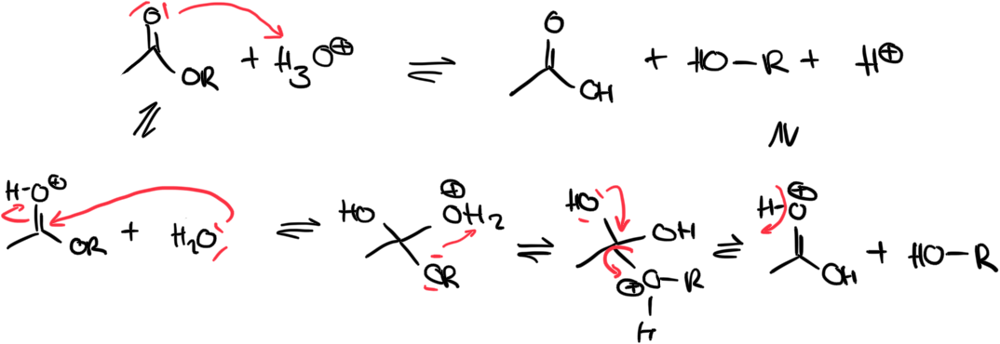 O
OR + H3O⊕ ⇌ O OH + HO-R + H⊕
H-O⊕ OR + H2O ⇌ HO ⊕OH2 OR ⇌ HO OH ⊕O-R H ⇌ H-O⊕ OH + HO-R